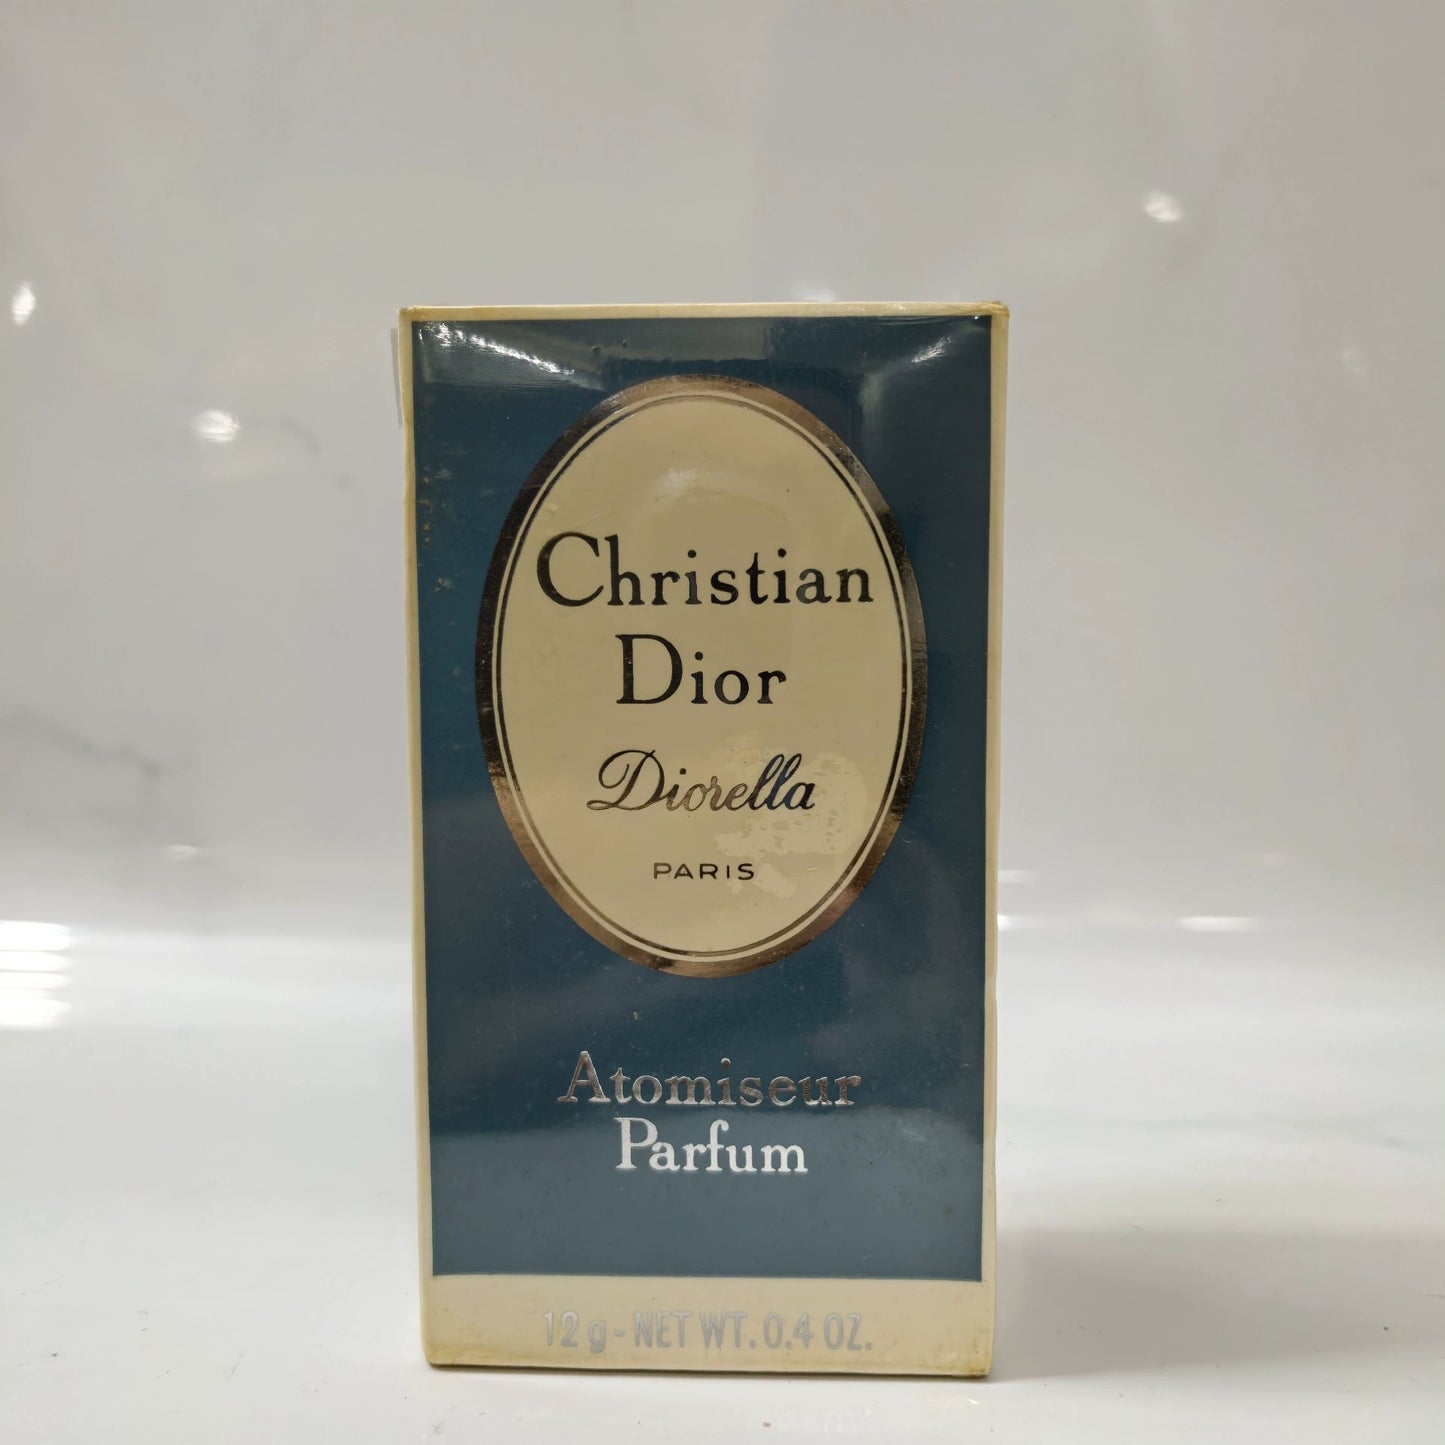 Christian
Dior
Diorella
PARIS
Atomiseur
Parfum
12 g - NET WT. 0.4 OZ.